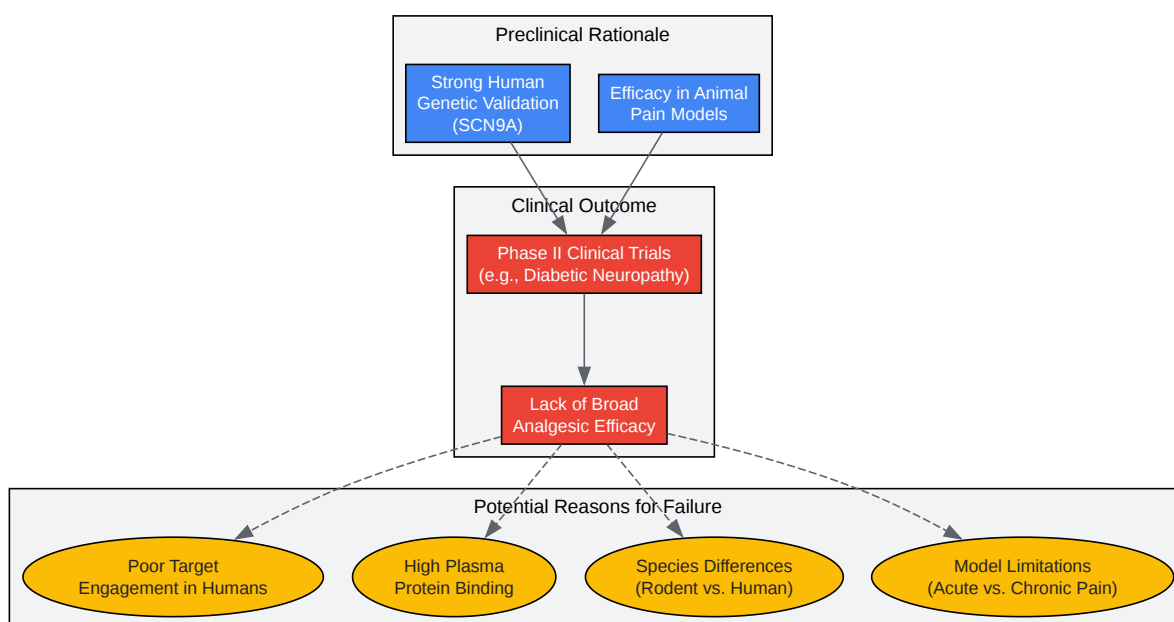 Preclinical Rationale
Strong Human
Genetic Validation
(SCN9A)
Efficacy in Animal
Pain Models
Clinical Outcome
Phase II Clinical Trials
(e.g., Diabetic Neuropathy)
Lack of Broad
Analgesic Efficacy
Potential Reasons for Failure
Poor Target
Engagement in Humans
High Plasma
Protein Binding
Species Differences
(Rodent vs. Human)
Model Limitations
(Acute vs. Chronic Pain)